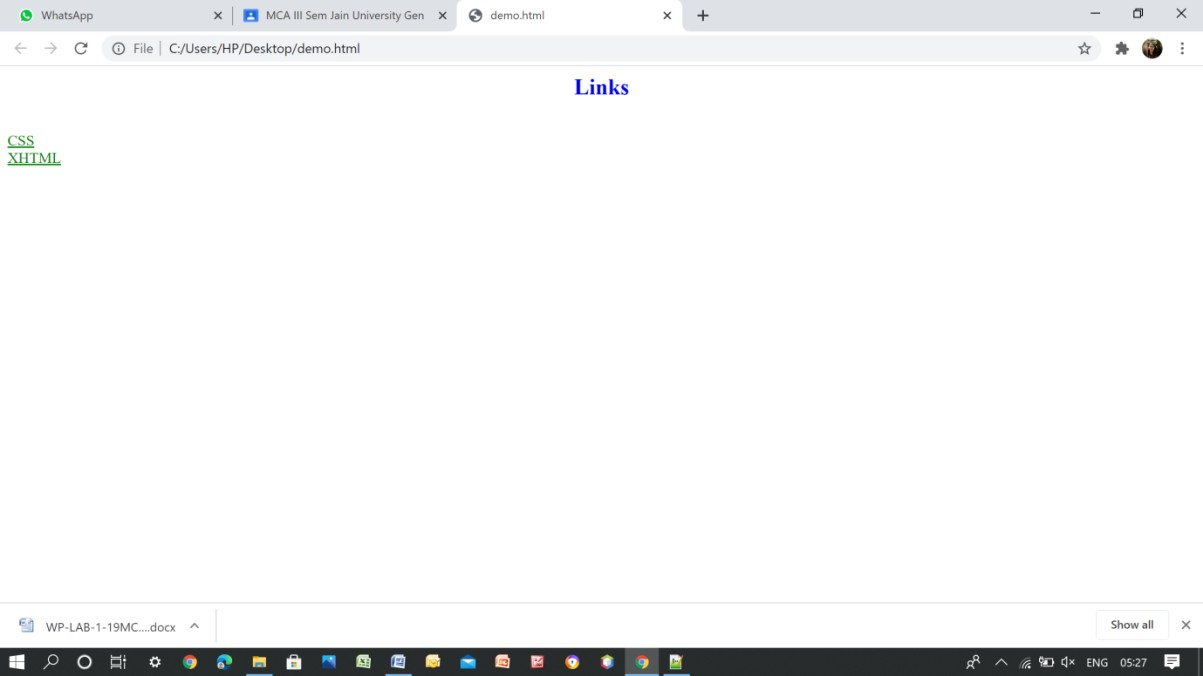 WhatsApp
MCA III Sem Jain University Gen
demo.html
File
C:/Users/HP/Desktop/demo.html
Links
CSS
XHTML
WP-LAB-1-19MC....docx
Show all
ENG
05:27